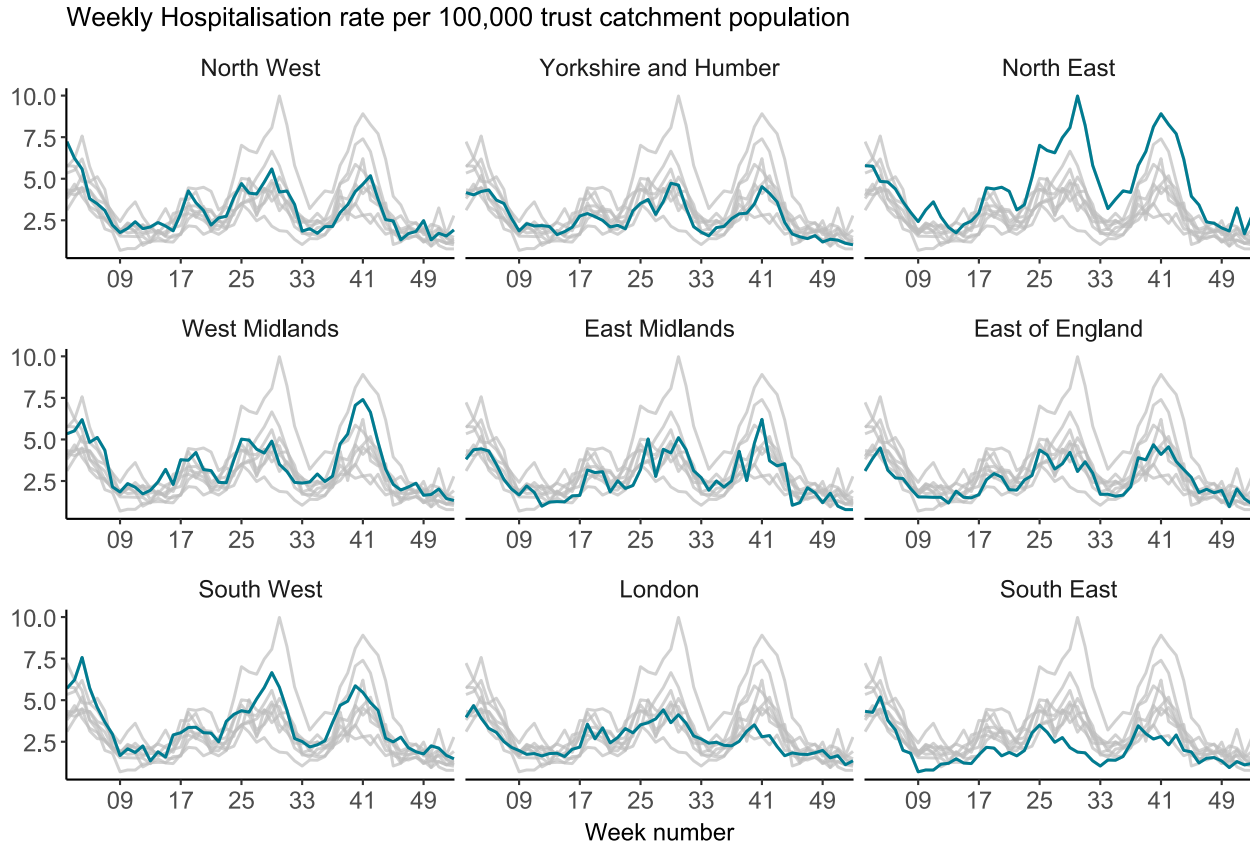 Weekly Hospitalisation rate per 100,000 trust catchment population
North West Yorkshire and Humber North East
10.0
7.5
5.0
2.5
09 17 25 33 41 49 09 17 25 33 41 49 09 17 25 33 41 49
West Midlands East Midlands East of England
10.0
7.5
5.0
2.5
09 17 25 33 41 49 09 17 25 33 41 49 09 17 25 33 41 49
South West London South East
10.0
7.5
5.0
2.5
09 17 25 33 41 49 09 17 25 33 41 49 09 17 25 33 41 49
Week number